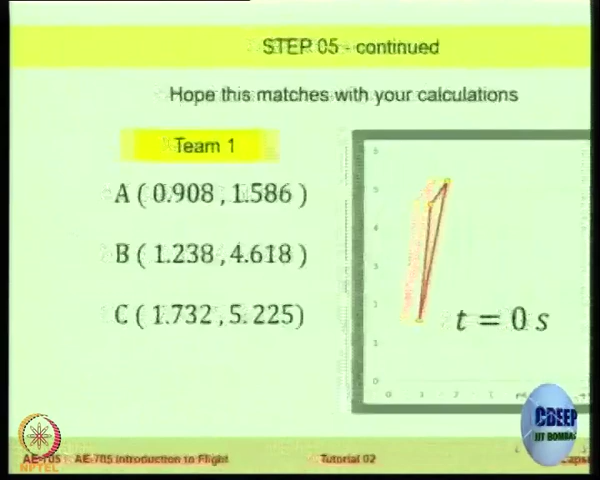 STEP 05 - continued
Hope this matches with your calculations
Team 1
A ( 0.908 , 1.586 )
B ( 1.238 , 4.618 )
C ( 1.732 , 5.225)
t = 0 s
CDEEP
IIT BOMBAY
AE-705 Introduction to Flight
Tutorial 02
NPTEL